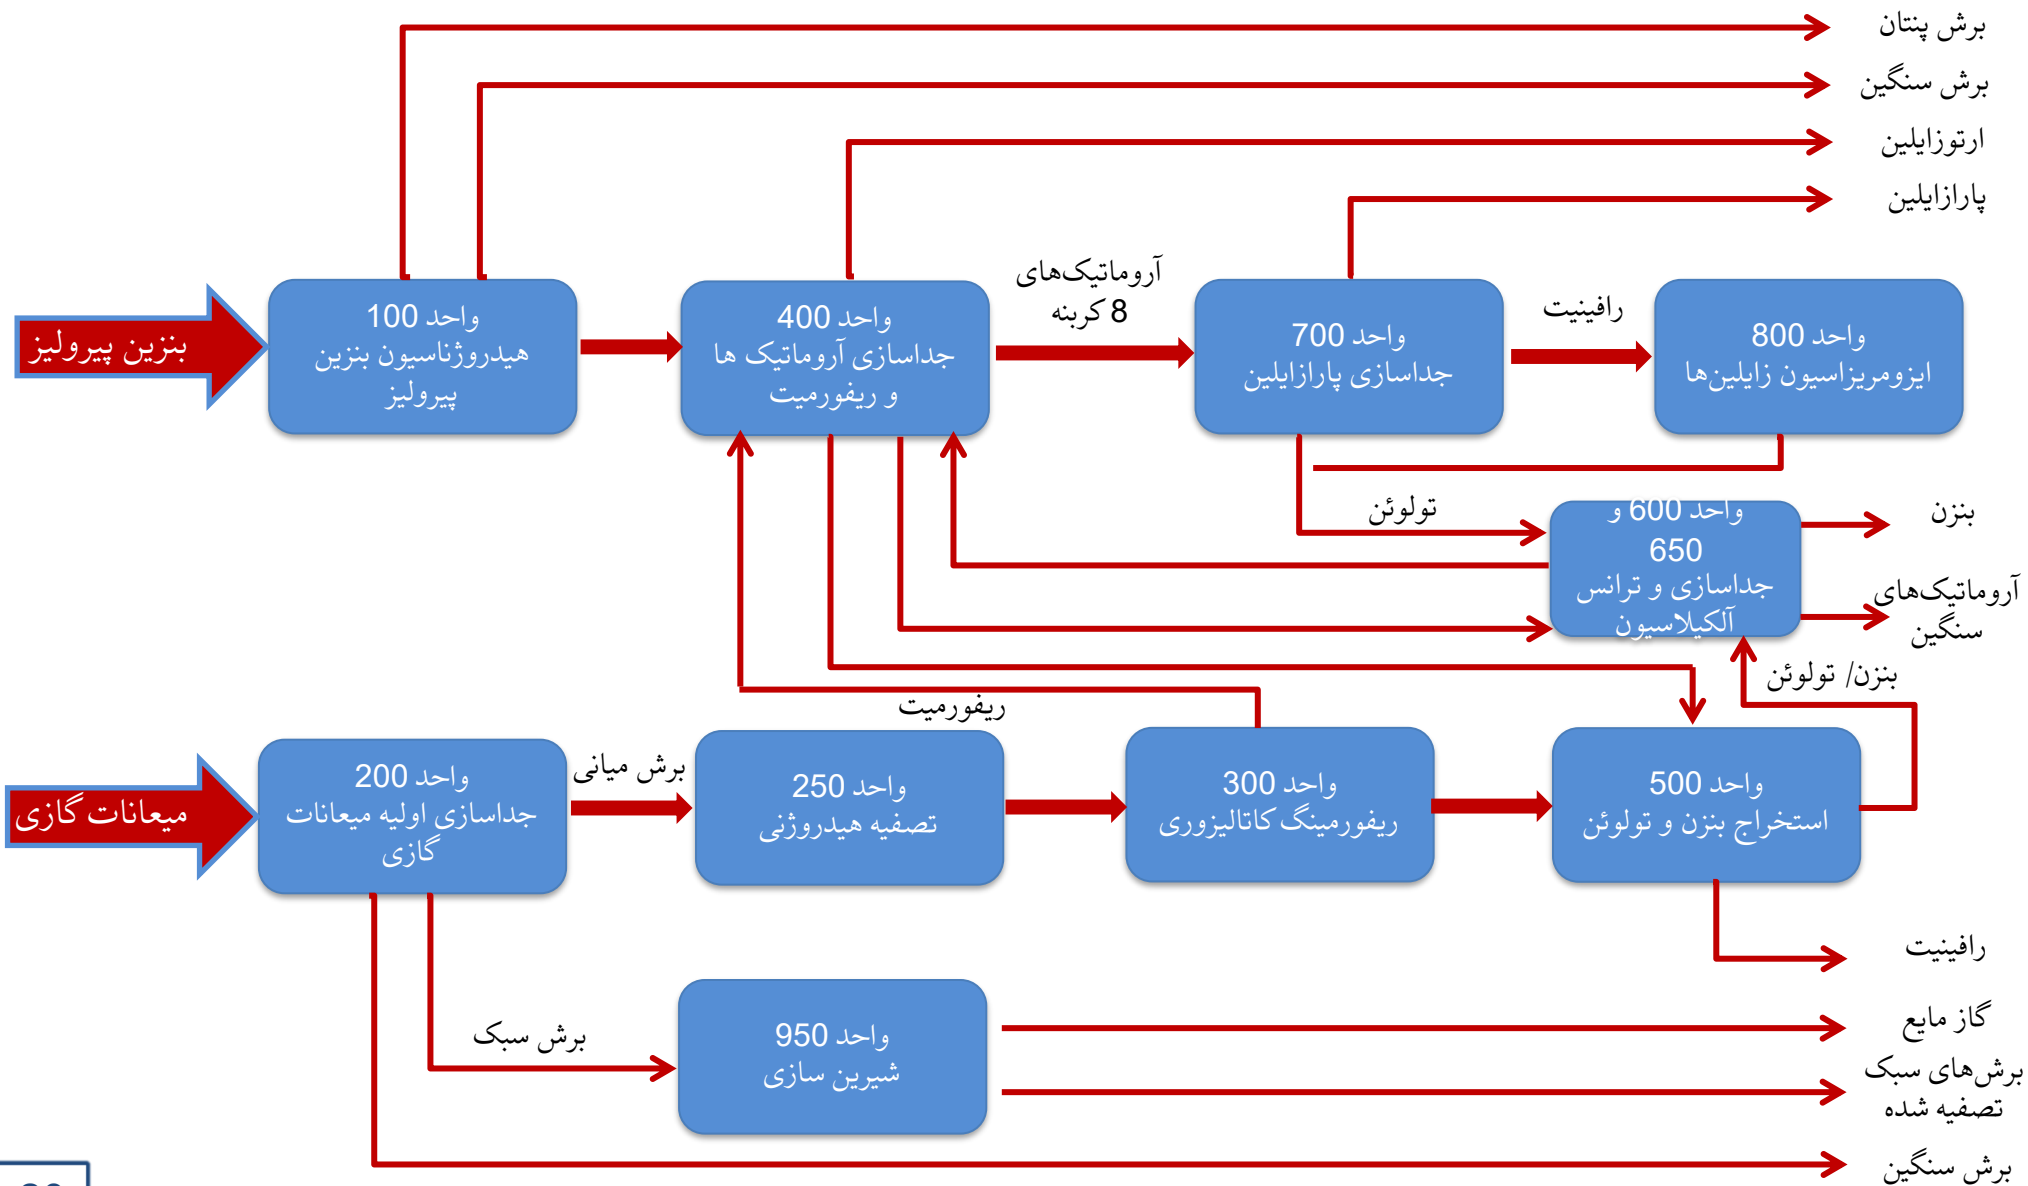 برش پنتان
برش سنگین
ارتوزایلین
پارازایلین
بنزین پیرولیز
واحد 100
هیدروژناسیون بنزین
پیرولیز
واحد 400
جداسازی آروماتیک ها
و ریفورمیت
آروماتیک‌های
8 کربنه
واحد 700
جداسازی پارازایلین
رافینیت
واحد 800
ایزومریزاسیون زایلین‌ها
تولوئن
واحد 600 و
650
جداسازی و ترانس
آلکیلاسیون
بنزن
آروماتیک‌های
سنگین
بنزن/ تولوئن
ریفورمیت
میعانات گازی
واحد 200
جداسازی اولیه میعانات
گازی
برش میانی
واحد 250
تصفیه هیدروژنی
واحد 300
ریفورمینگ کاتالیزوری
واحد 500
استخراج بنزن و تولوئن
رافینیت
برش سبک
واحد 950
شیرین سازی
گاز مایع
برش‌های سبک
تصفیه شده
برش سنگین